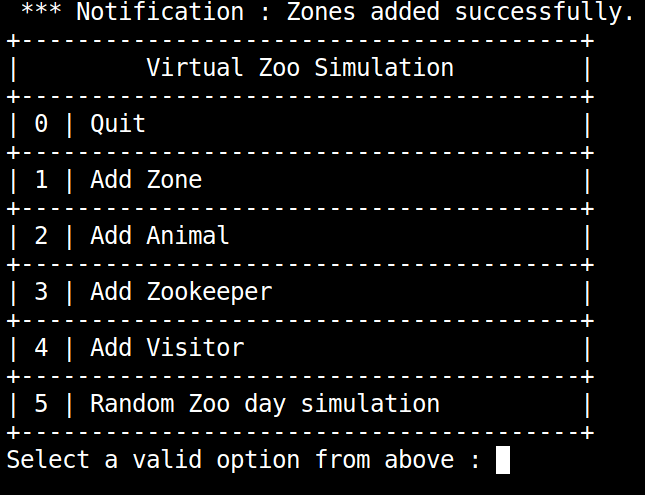 *** Notification : Zones added successfully.
+----------------------------------------+
|         Virtual Zoo Simulation         |
+----------------------------------------+
| 0 | Quit                               |
+----------------------------------------+
| 1 | Add Zone                           |
+----------------------------------------+
| 2 | Add Animal                         |
+----------------------------------------+
| 3 | Add Zookeeper                      |
+----------------------------------------+
| 4 | Add Visitor                        |
+----------------------------------------+
| 5 | Random Zoo day simulation          |
+----------------------------------------+
Select a valid option from above :